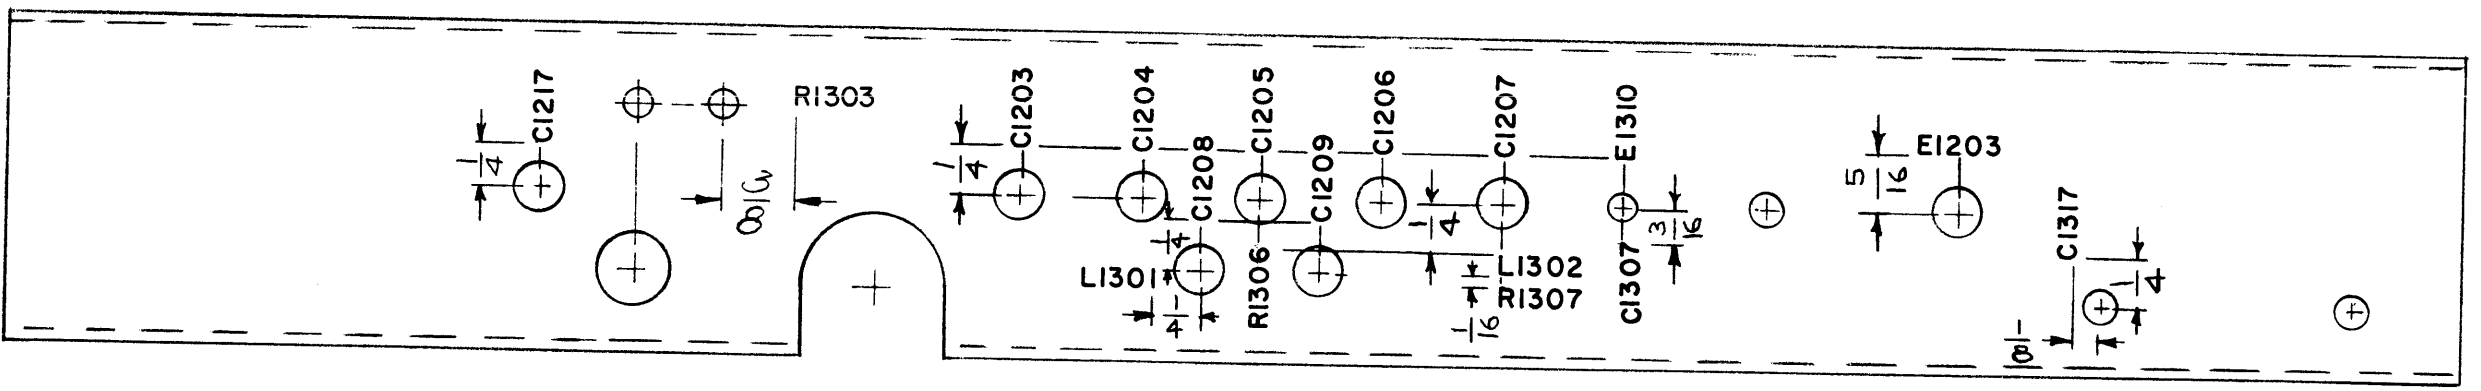 C1217
1/4
R1303
3/8
C1203
1/4
C1204
C1208
C1205
C1209
C1206
C1207
E1310
1/4
1/4
1/4
L1301
R1306
L1302
R1307
1/16
C1307
3/16
E1203
5/16
C1317
1/4
1/8